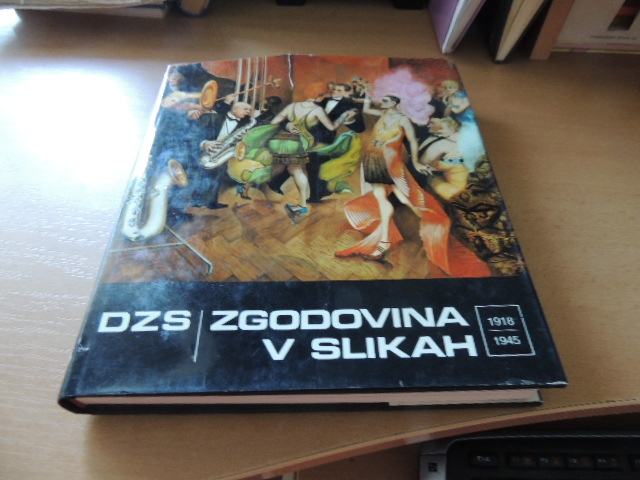 DZS ZGODOVINA
V SLIKAH
1918
1945